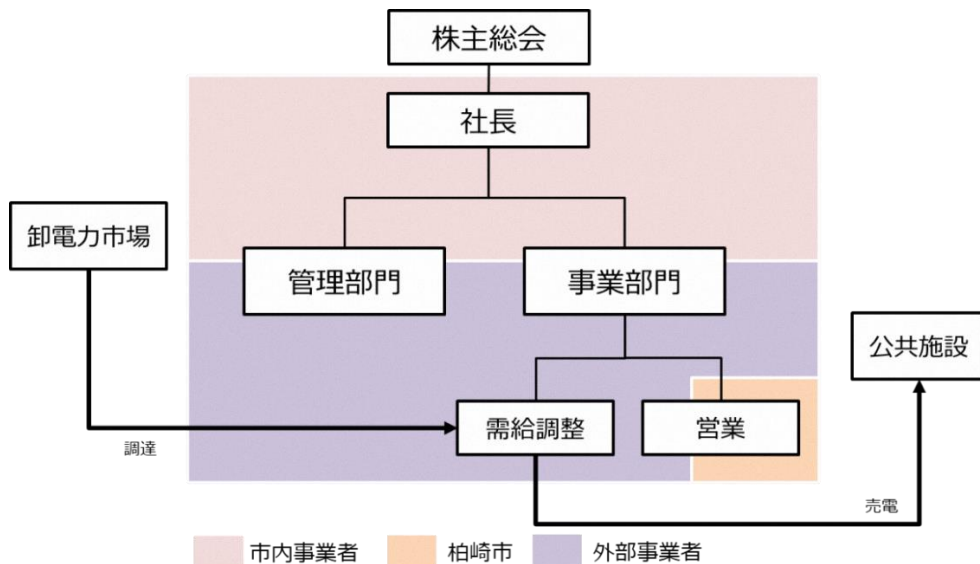 株主総会
社長
卸電力市場
管理部門
事業部門
公共施設
需給調整
営業
調達
売電
市内事業者
柏崎市
外部事業者